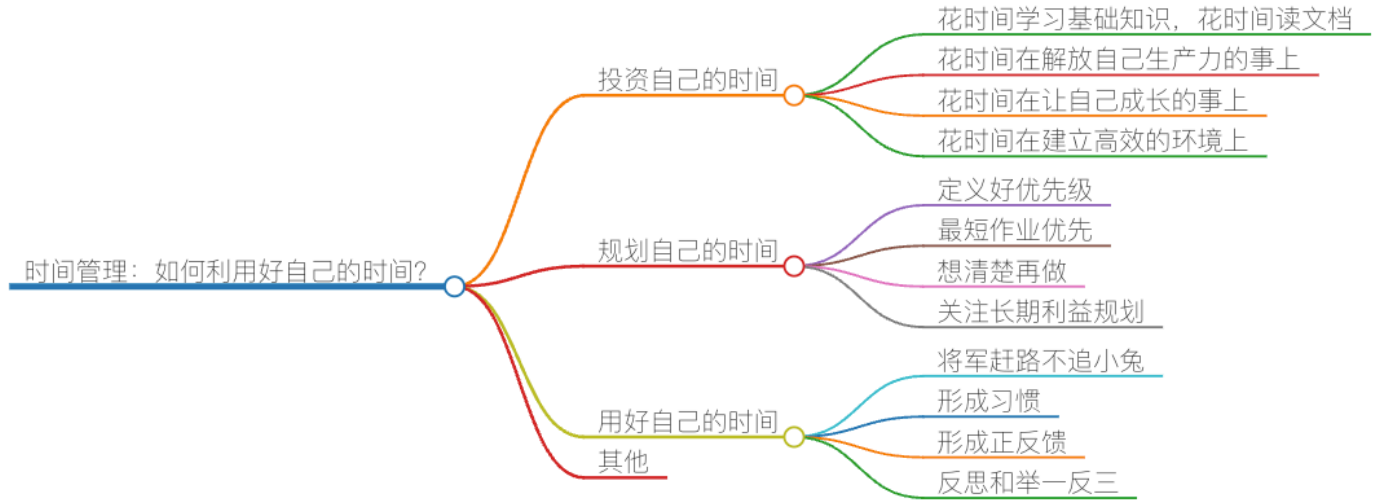 时间管理：如何利用好自己的时间？
投资自己的时间
花时间学习基础知识，花时间读文档
花时间在解放自己生产力的事上
花时间在让自己成长的事上
花时间在建立高效的环境上
规划自己的时间
定义好优先级
最短作业优先
想清楚再做
关注长期利益规划
用好自己的时间
将军赶路不追小兔
形成习惯
形成正反馈
反思和举一反三
其他